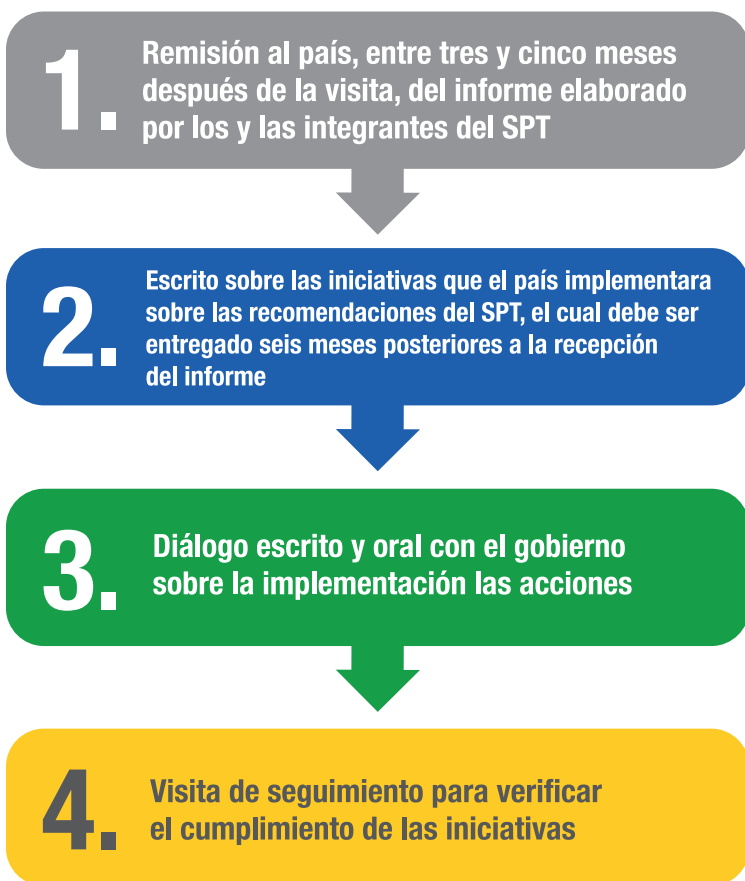 1.
Remisión al país, entre tres y cinco meses
después de la visita, del informe elaborado
por los y las integrantes del SPT
2.
Escrito sobre las iniciativas que el país implementara
sobre las recomendaciones del SPT, el cual debe ser
entregado seis meses posteriores a la recepción
del informe
3.
Diálogo escrito y oral con el gobierno
sobre la implementación las acciones
4.
Visita de seguimiento para verificar
el cumplimiento de las iniciativas